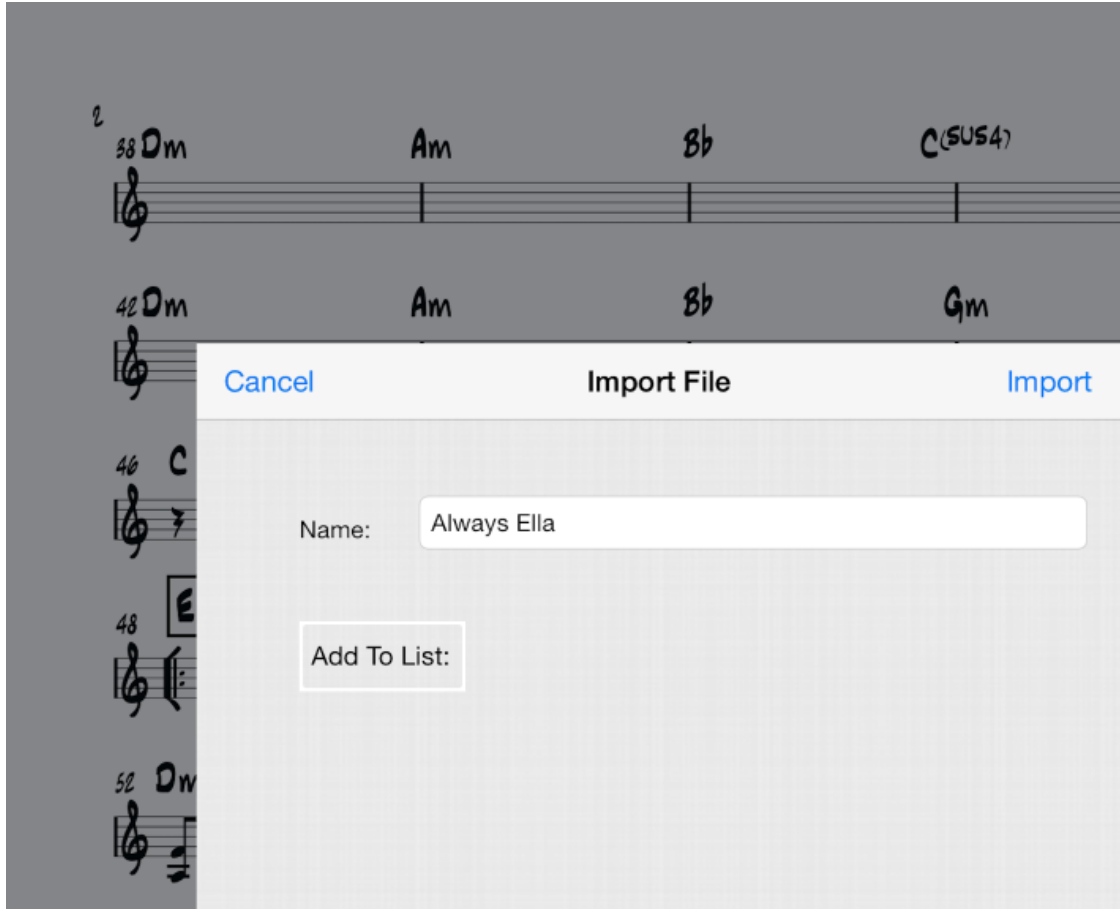 2
38 Dm Am Bb C(SUS4)
42 Dm Am Bb Gm
Cancel Import File Import
46 C
Name: Always Ella
48 E
Add To List:
52 Dm